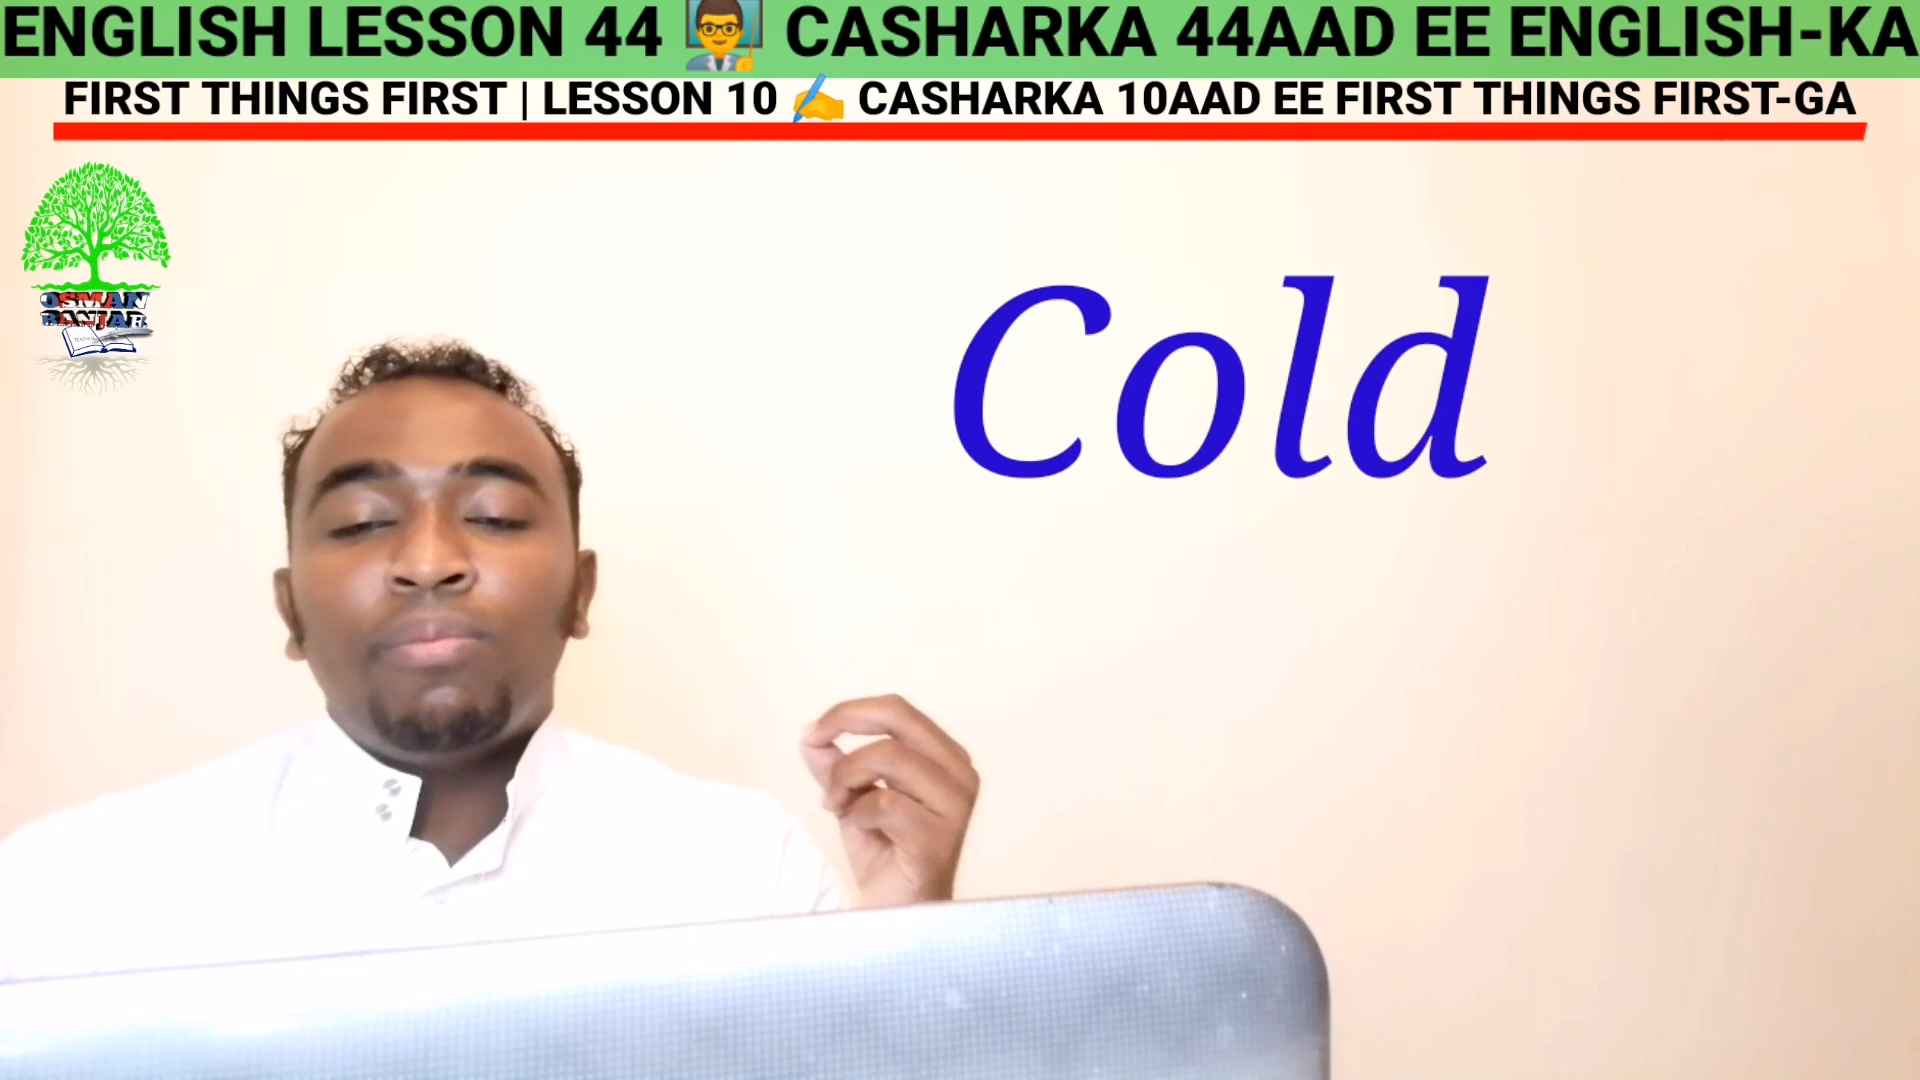 ENGLISH LESSON 44 👨‍🏫 CASHARKA 44AAD EE ENGLISH-KA
FIRST THINGS FIRST | LESSON 10 ✍️ CASHARKA 10AAD EE FIRST THINGS FIRST-GA
OSMAN
BANJAR
Cold